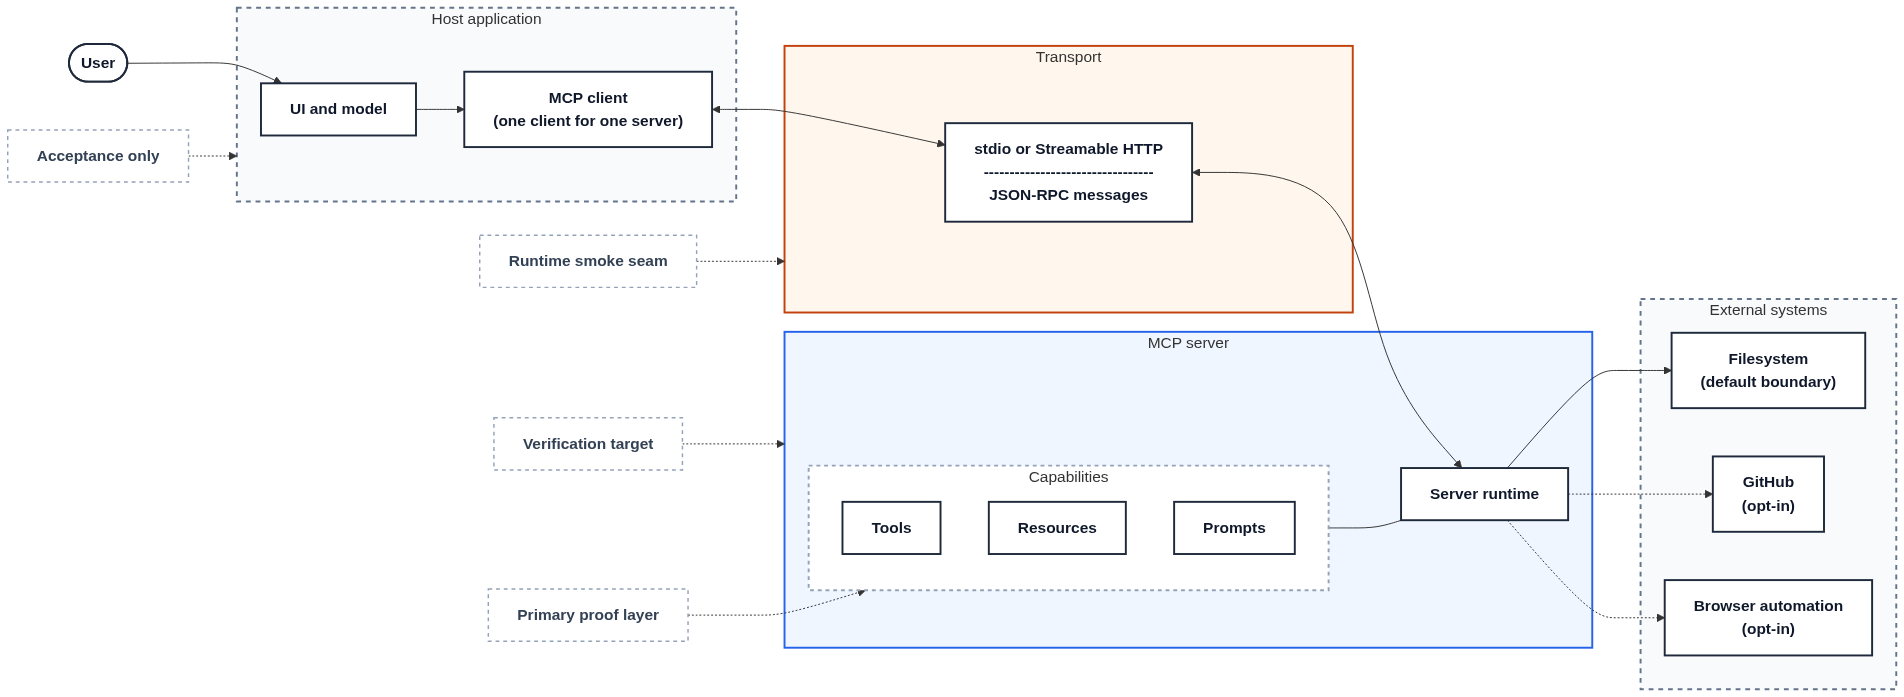 Host application
User
UI and model
MCP client
(one client for one server)
Acceptance only
Transport
stdio or Streamable HTTP
---------------------------------
JSON-RPC messages
Runtime smoke seam
MCP server
Verification target
Capabilities
Tools
Resources
Prompts
Server runtime
Primary proof layer
External systems
Filesystem
(default boundary)
GitHub
(opt-in)
Browser automation
(opt-in)